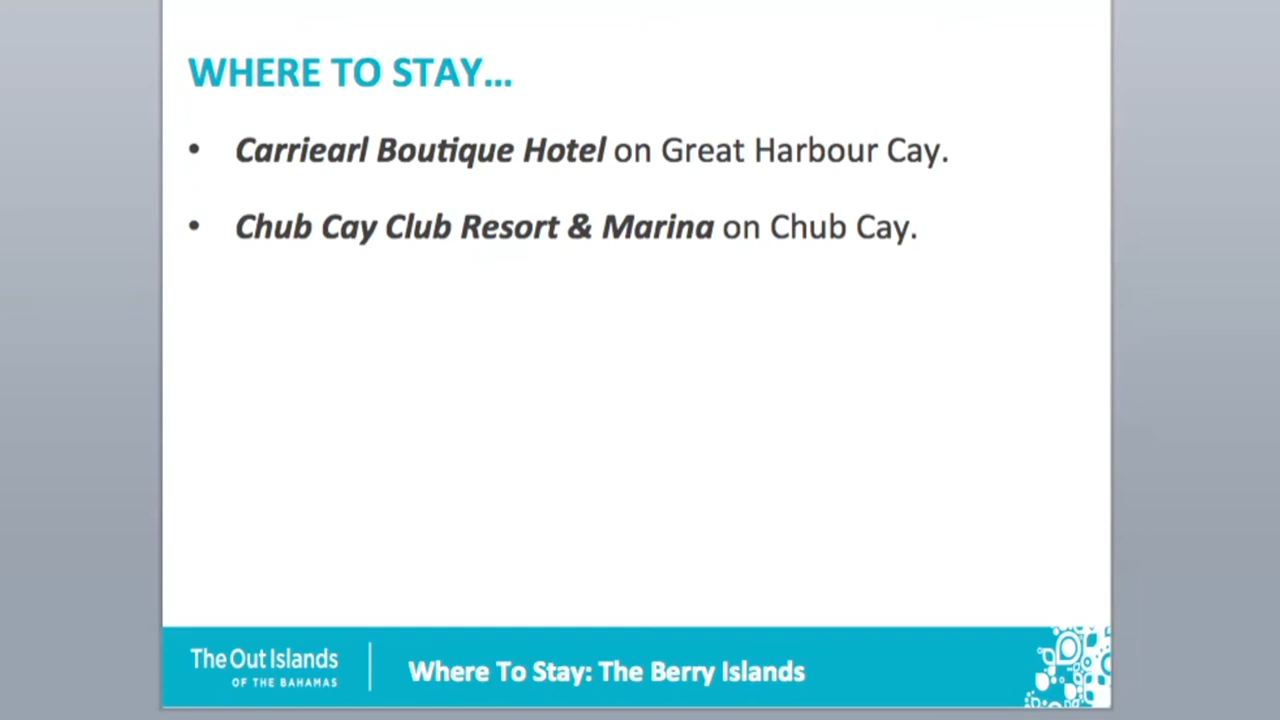 WHERE TO STAY...
• Carriearl Boutique Hotel on Great Harbour Cay.
• Chub Cay Club Resort & Marina on Chub Cay.
The Out Islands
OF THE BAHAMAS
Where To Stay: The Berry Islands